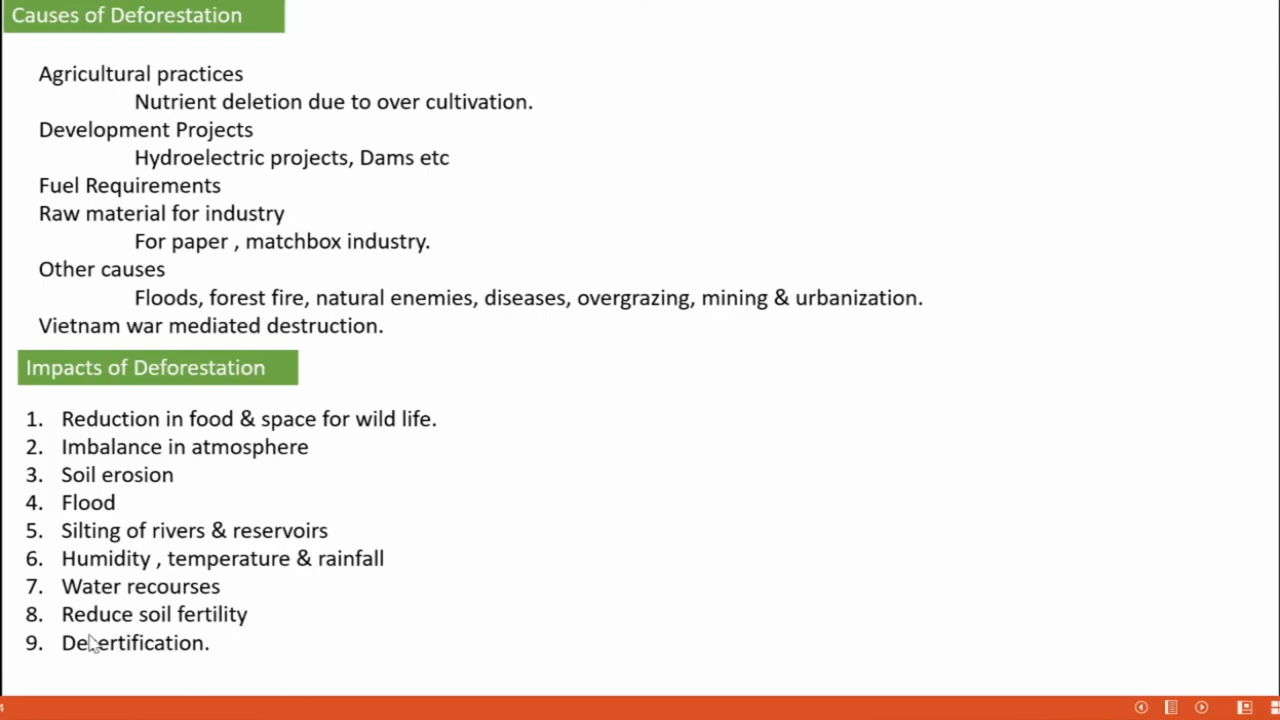 Causes of Deforestation
Agricultural practices
Nutrient deletion due to over cultivation.
Development Projects
Hydroelectric projects, Dams etc
Fuel Requirements
Raw material for industry
For paper , matchbox industry.
Other causes
Floods, forest fire, natural enemies, diseases, overgrazing, mining & urbanization.
Vietnam war mediated destruction.
Impacts of Deforestation
1. Reduction in food & space for wild life.
2. Imbalance in atmosphere
3. Soil erosion
4. Flood
5. Silting of rivers & reservoirs
6. Humidity , temperature & rainfall
7. Water recourses
8. Reduce soil fertility
9.
4